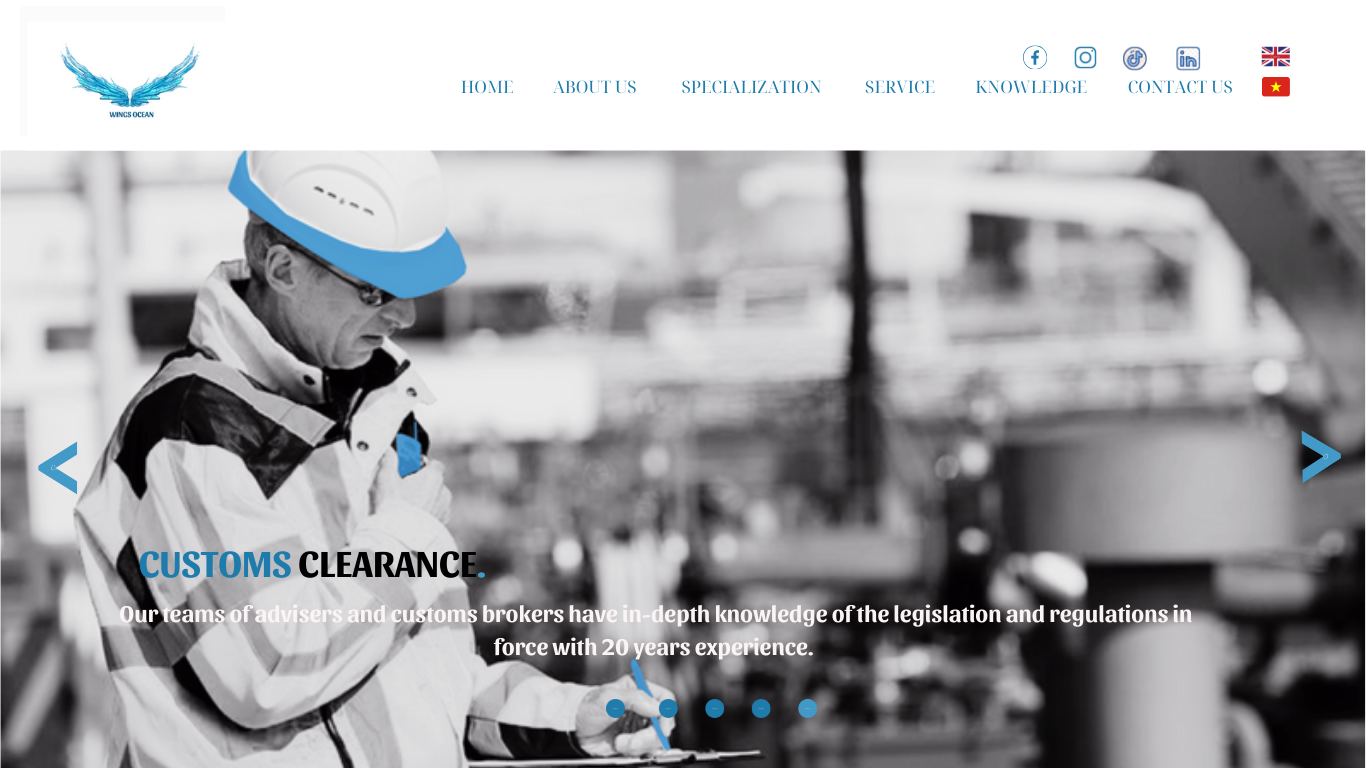 WINGS OCEAN
HOME ABOUT US SPECIALIZATION SERVICE KNOWLEDGE CONTACT US
CUSTOMS CLEARANCE.
Our teams of advisers and customs brokers have in-depth knowledge of the legislation and regulations in
force with 20 years experience.